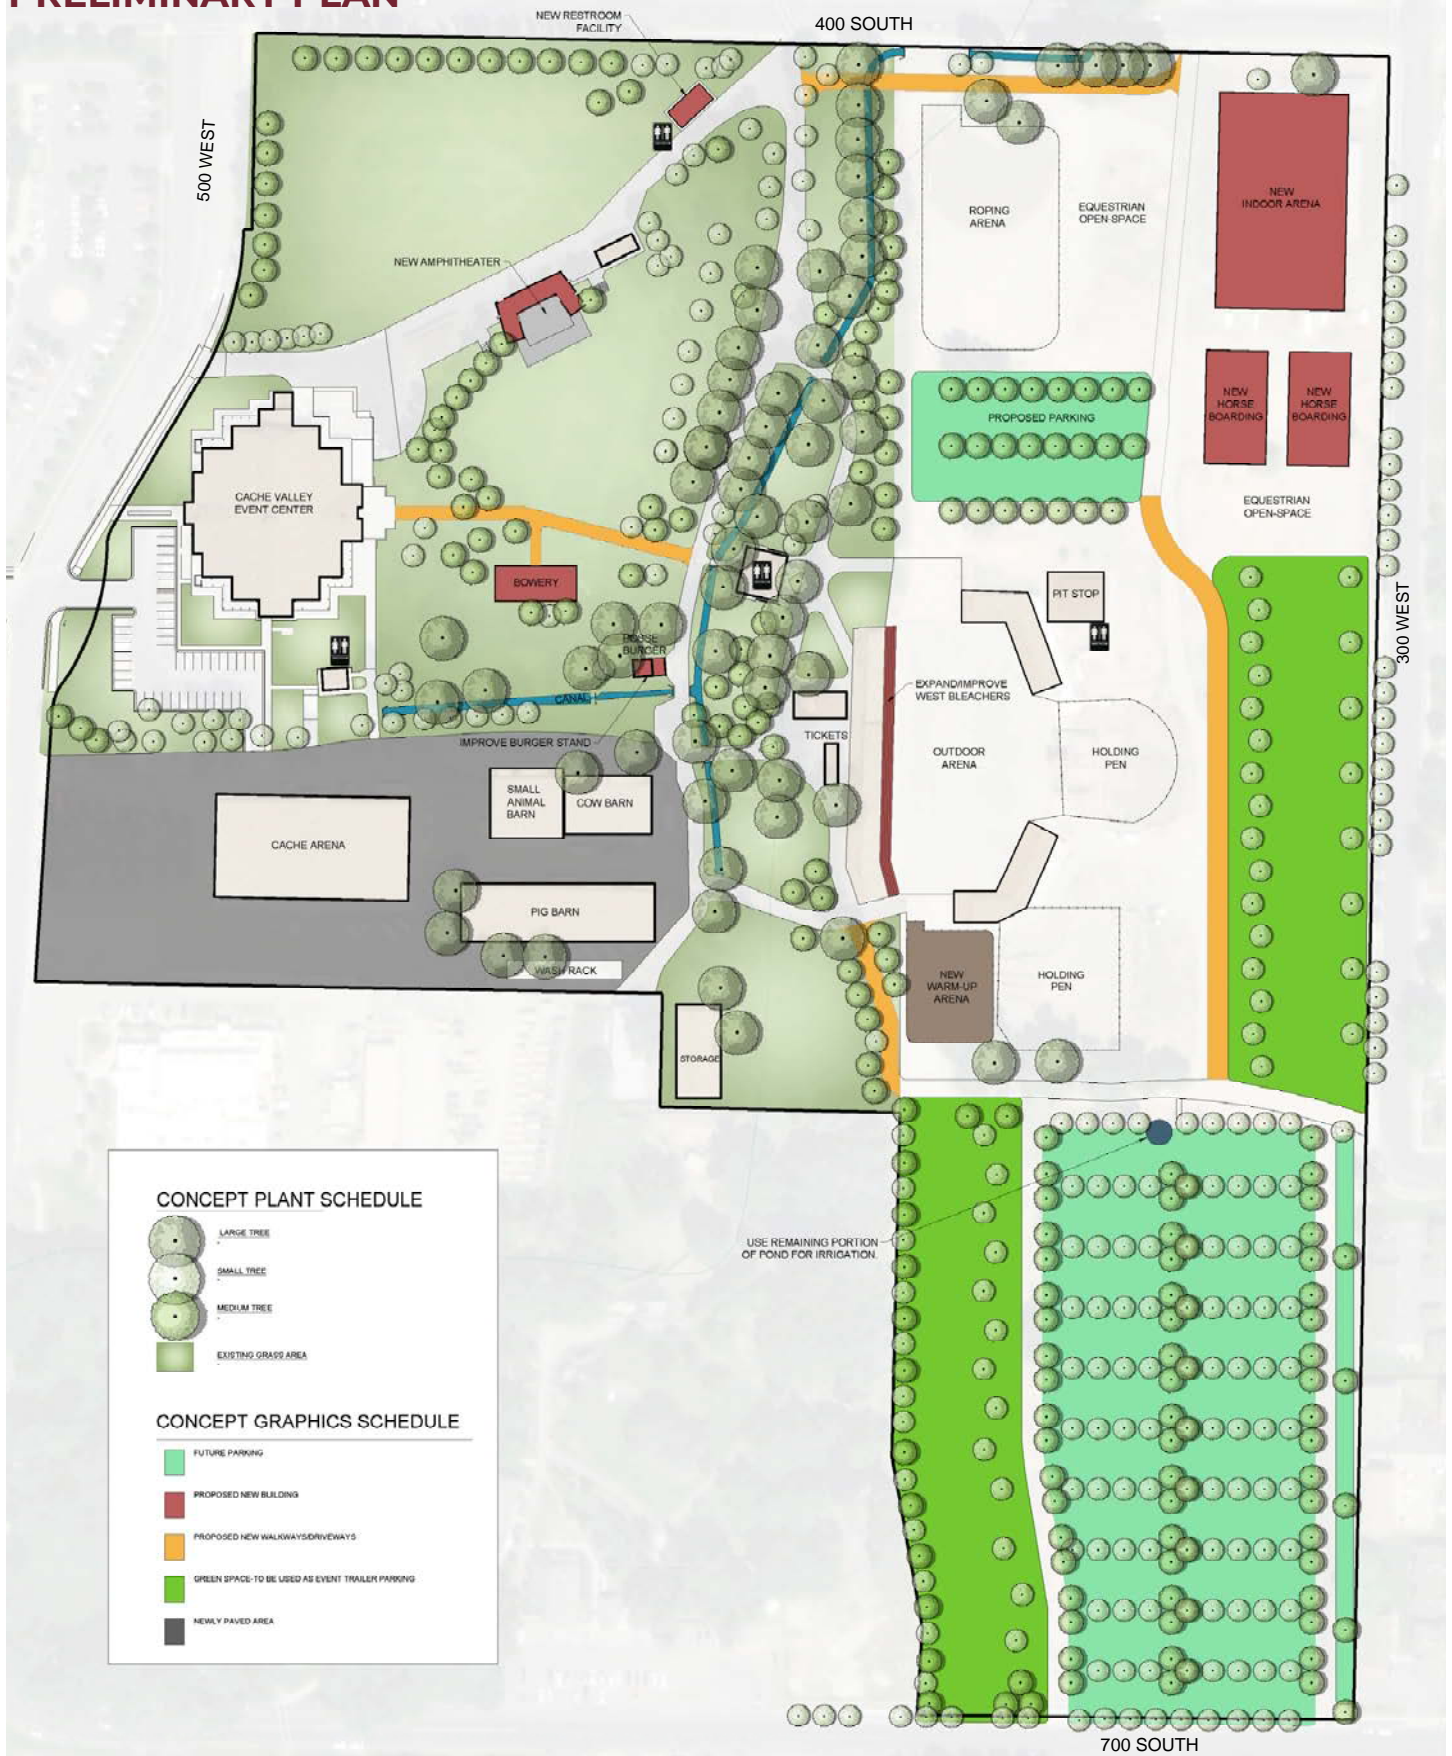 PRELIMINARY PLAN
NEW RESTROOM
FACILITY
400 SOUTH
500 WEST
NEW
INDOOR ARENA
ROPING
ARENA
EQUESTRIAN
OPEN-SPACE
NEW AMPHITHEATER
NEW
HORSE
BOARDING
NEW
HORSE
BOARDING
PROPOSED PARKING
CACHE VALLEY
EVENT CENTER
EQUESTRIAN
OPEN-SPACE
BOWERY
PIT STOP
300 WEST
HOUSE
BURGER
EXPAND/IMPROVE
WEST BLEACHERS
CANAL
IMPROVE BURGER STAND
TICKETS
OUTDOOR
ARENA
HOLDING
PEN
SMALL
ANIMAL
BARN
COW BARN
CACHE ARENA
PIG BARN
WASH RACK
NEW
WARM-UP
ARENA
HOLDING
PEN
STORAGE
USE REMAINING PORTION
OF POND FOR IRRIGATION.
CONCEPT PLANT SCHEDULE
LARGE TREE
SMALL TREE
MEDIUM TREE
EXISTING GRASS AREA
CONCEPT GRAPHICS SCHEDULE
FUTURE PARKING
PROPOSED NEW BUILDING
PROPOSED NEW WALKWAYS/DRIVEWAYS
GREEN SPACE-TO BE USED AS EVENT TRAILER PARKING
NEWLY PAVED AREA
700 SOUTH